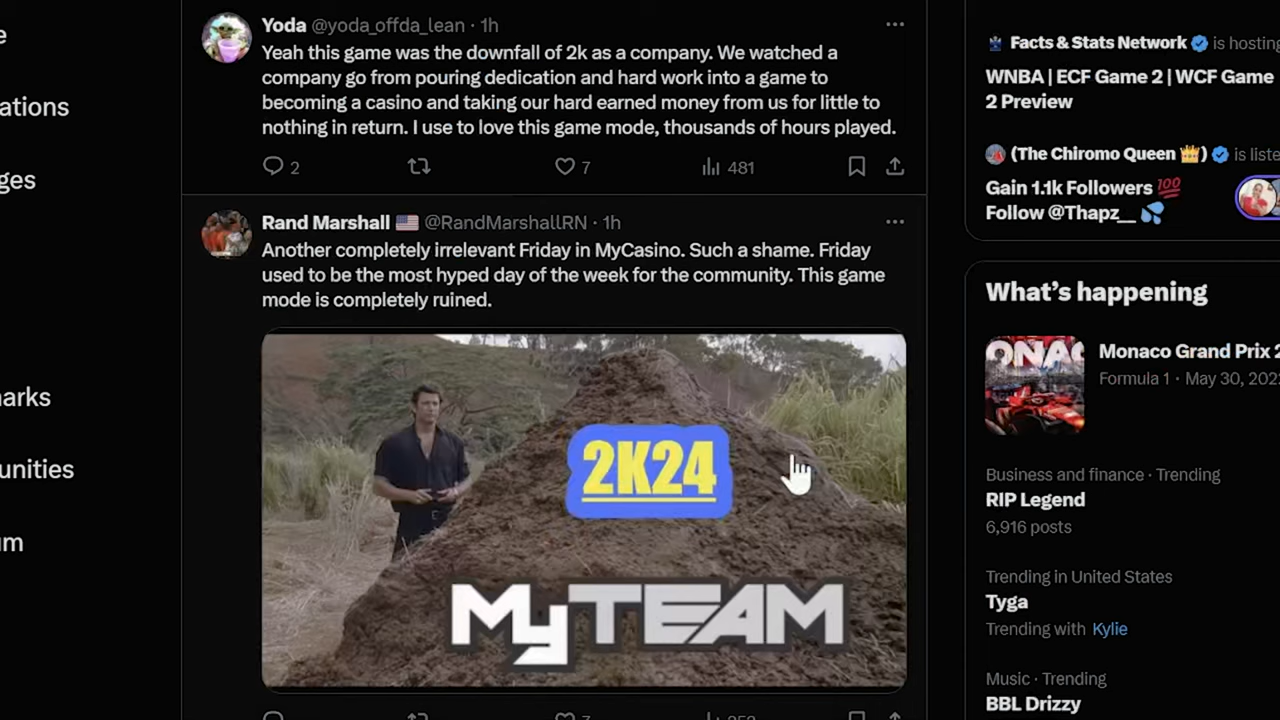 e
ations
ges
arks
unities
m
Yoda @yoda_offda_lean · 1h
Yeah this game was the downfall of 2k as a company. We watched a
company go from pouring dedication and hard work into a game to
becoming a casino and taking our hard earned money from us for little to
nothing in return. I use to love this game mode, thousands of hours played.
2 7 481
Rand Marshall 🇺🇸 @RandMarshallRN · 1h
Another completely irrelevant Friday in MyCasino. Such a shame. Friday
used to be the most hyped day of the week for the community. This game
mode is completely ruined.
2K24
MyTEAM
Facts & Stats Network is hosting
WNBA | ECF Game 2 | WCF Game
2 Preview
(The Chiromo Queen 👑) is liste
Gain 1.1k Followers 💯
Follow @Thapz__ 💦
What's happening
ONAC
Monaco Grand Prix 2
Formula 1 · May 30, 202
Business and finance · Trending
RIP Legend
6,916 posts
Trending in United States
Tyga
Trending with Kylie
Music · Trending
BBL Drizzy